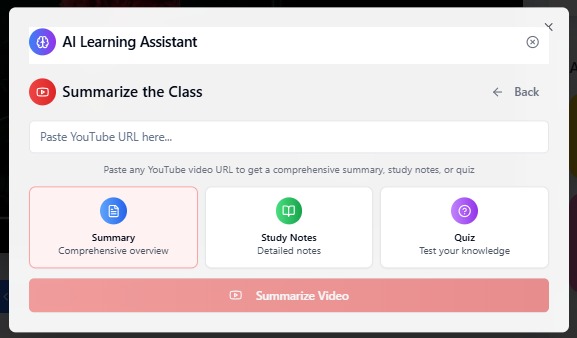 AI Learning Assistant
Summarize the Class
Back
Paste YouTube URL here...
Paste any YouTube video URL to get a comprehensive summary, study notes, or quiz
Summary
Comprehensive overview
Study Notes
Detailed notes
Quiz
Test your knowledge
Summarize Video